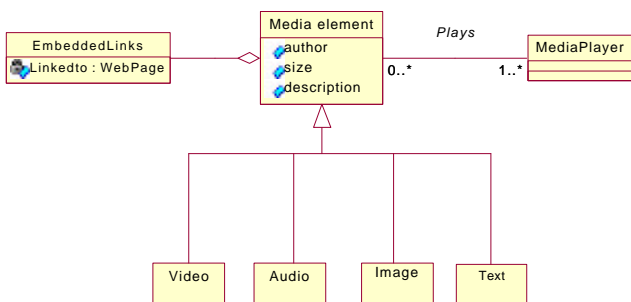 EmbeddedLinks
Linkedto : WebPage
Media element
author
size
description
Plays
0..*
1..*
MediaPlayer
Video
Audio
Image
Text